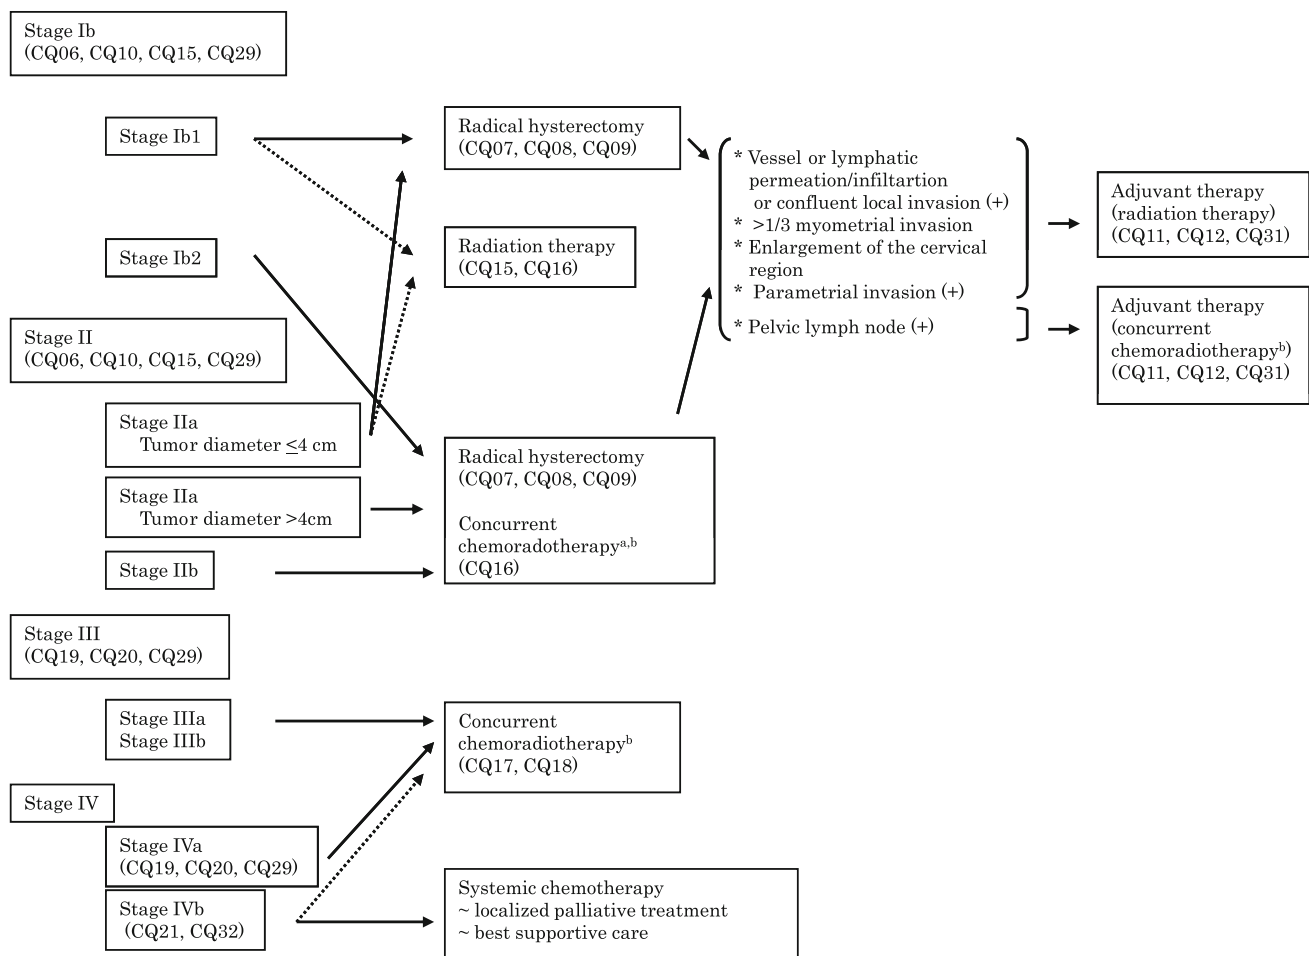 Stage Ib
(CQ06, CQ10, CQ15, CQ29)
Stage Ib1
Stage Ib2
Stage II
(CQ06, CQ10, CQ15, CQ29)
Stage IIa
Tumor diameter ≤4 cm
Stage IIa
Tumor diameter >4cm
Stage IIb
Stage III
(CQ19, CQ20, CQ29)
Stage IIIa
Stage IIIb
Stage IV
Stage IVa
(CQ19, CQ20, CQ29)
Stage IVb
(CQ21, CQ32)
Radical hysterectomy
(CQ07, CQ08, CQ09)
Radiation therapy
(CQ15, CQ16)
Radical hysterectomy
(CQ07, CQ08, CQ09)
Concurrent
chemoradotherapyᵃ,ᵇ
(CQ16)
Concurrent
chemoradiotherapyᵇ
(CQ17, CQ18)
Systemic chemotherapy
~ localized palliative treatment
~ best supportive care
* Vessel or lymphatic
permeation/infiltartion
or confluent local invasion (+)
* >1/3 myometrial invasion
* Enlargement of the cervical
region
* Parametrial invasion (+)
* Pelvic lymph node (+)
Adjuvant therapy
(radiation therapy)
(CQ11, CQ12, CQ31)
Adjuvant therapy
(concurrent
chemoradiotherapyᵇ)
(CQ11, CQ12, CQ31)